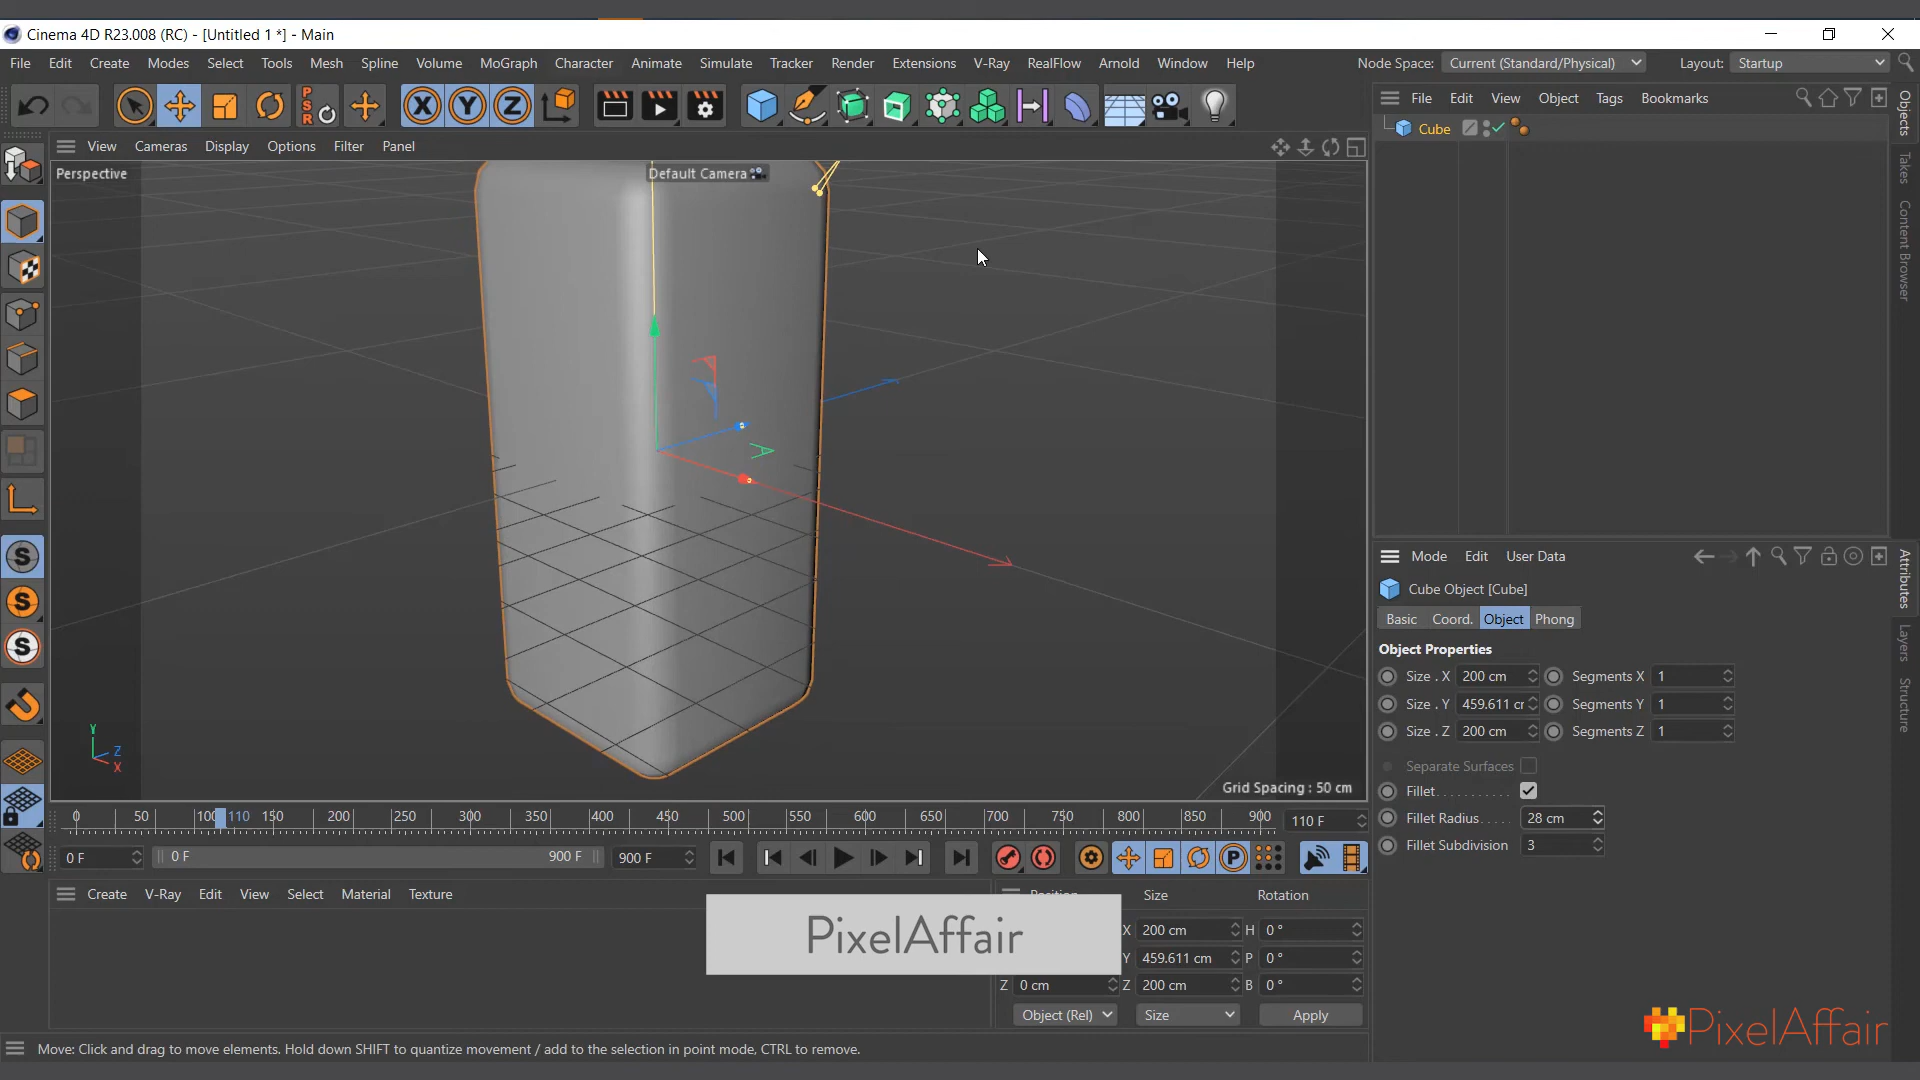 Cinema 4D R23.008 (RC) - [Untitled 1 *] - Main
File Edit Create Modes Select Tools Mesh Spline Volume MoGraph Character Animate Simulate Tracker Render Extensions V-Ray RealFlow Arnold Window Help Node Space: Current (Standard/Physical) Layout: Startup
P S R X Y Z
File Edit View Object Tags Bookmarks
Objects
Takes
Content Browser
Cube
View Cameras Display Options Filter Panel
Perspective
Default Camera
Y
Z
X
Grid Spacing : 50 cm
S
S
S
Mode Edit User Data
Attributes
Layers
Structure
Cube Object [Cube]
Basic Coord. Object Phong
Object Properties
Size . X 200 cm Segments X 1
Size . Y 459.611 cr Segments Y 1
Size . Z 200 cm Segments Z 1
Separate Surfaces
Fillet
Fillet Radius 28 cm
Fillet Subdivision 3
0 50 100 110 150 200 250 300 350 400 450 500 550 600 650 700 750 800 850 900 110 F
0 F 0 F 900 F 900 F P
Create V-Ray Edit View Select Material Texture
Size Rotation
X 200 cm H 0 °
Y 459.611 cm P 0 °
Z 0 cm Z 200 cm B 0 °
Object (Rel) Size Apply
PixelAffair
PixelAffair
Move: Click and drag to move elements. Hold down SHIFT to quantize movement / add to the selection in point mode, CTRL to remove.